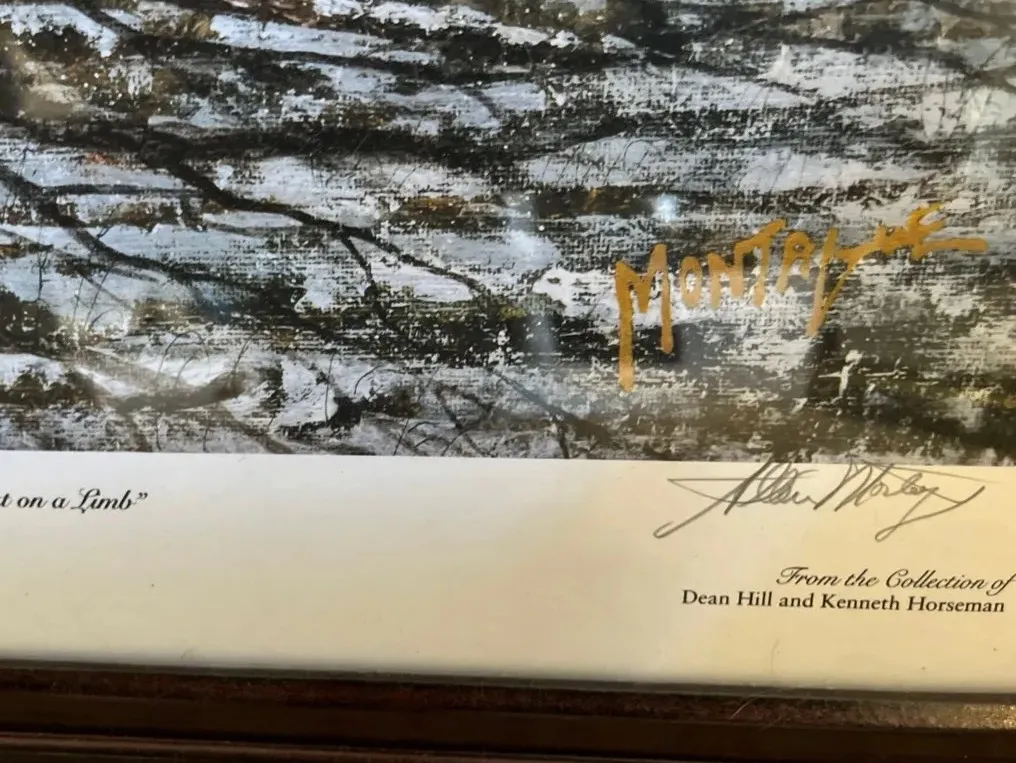 MONTAGUE
t on a Limb”
From the Collection of
Dean Hill and Kenneth Horseman